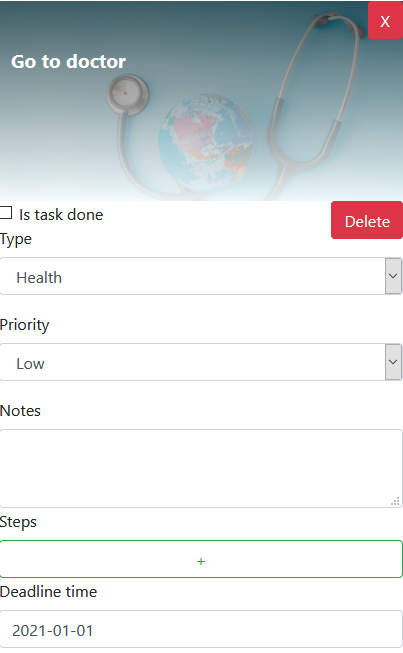 X
Go to doctor
Is task done
Delete
Type
Health
Priority
Low
Notes
Steps
+
Deadline time
2021-01-01